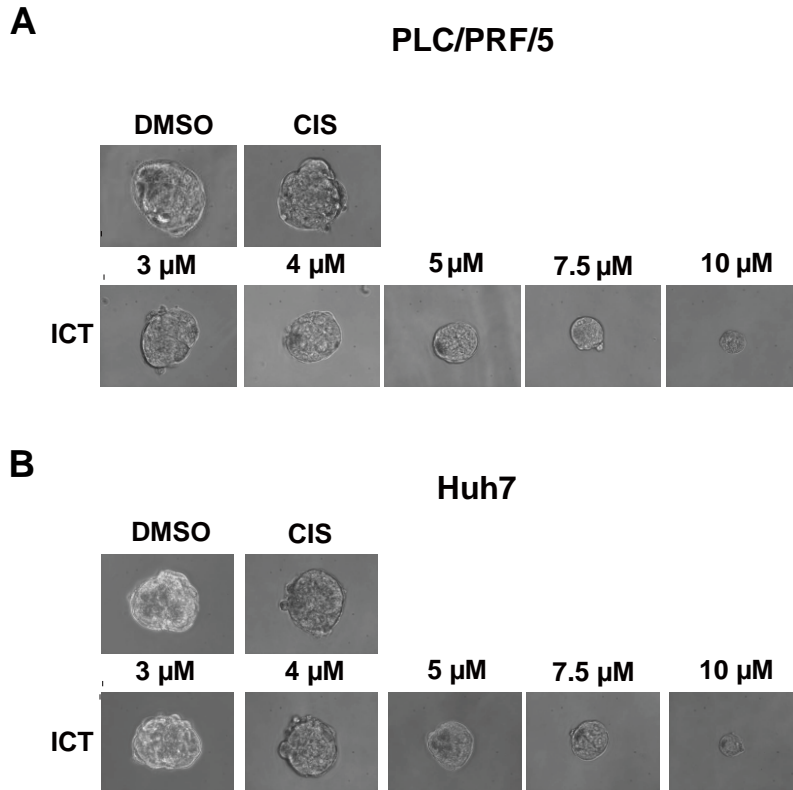 A
PLC/PRF/5
DMSO CIS
3 µM 4 µM 5 µM 7.5 µM 10 µM
ICT
B
Huh7
DMSO CIS
3 µM 4 µM 5 µM 7.5 µM 10 µM
ICT